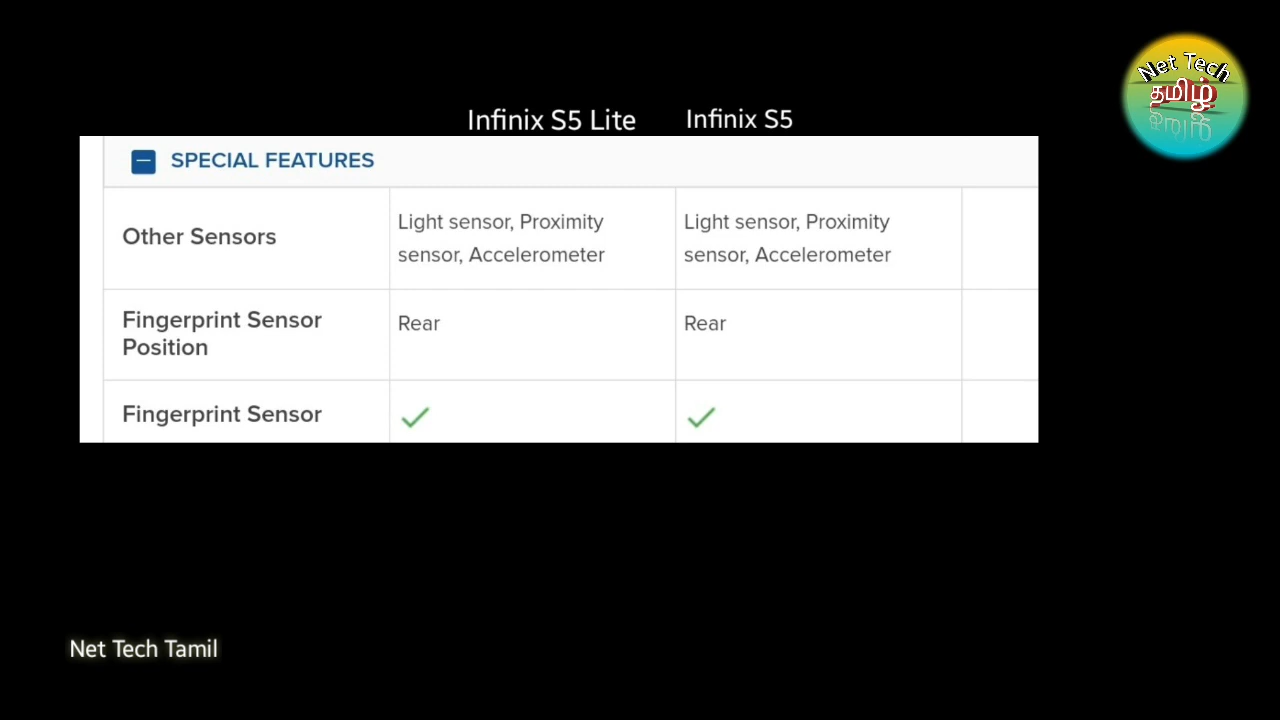 Net Tech
தமிழ்
Infinix S5 Lite Infinix S5
SPECIAL FEATURES
Other Sensors
Light sensor, Proximity
sensor, Accelerometer
Light sensor, Proximity
sensor, Accelerometer
Fingerprint Sensor
Position
Rear
Rear
Fingerprint Sensor
Net Tech Tamil